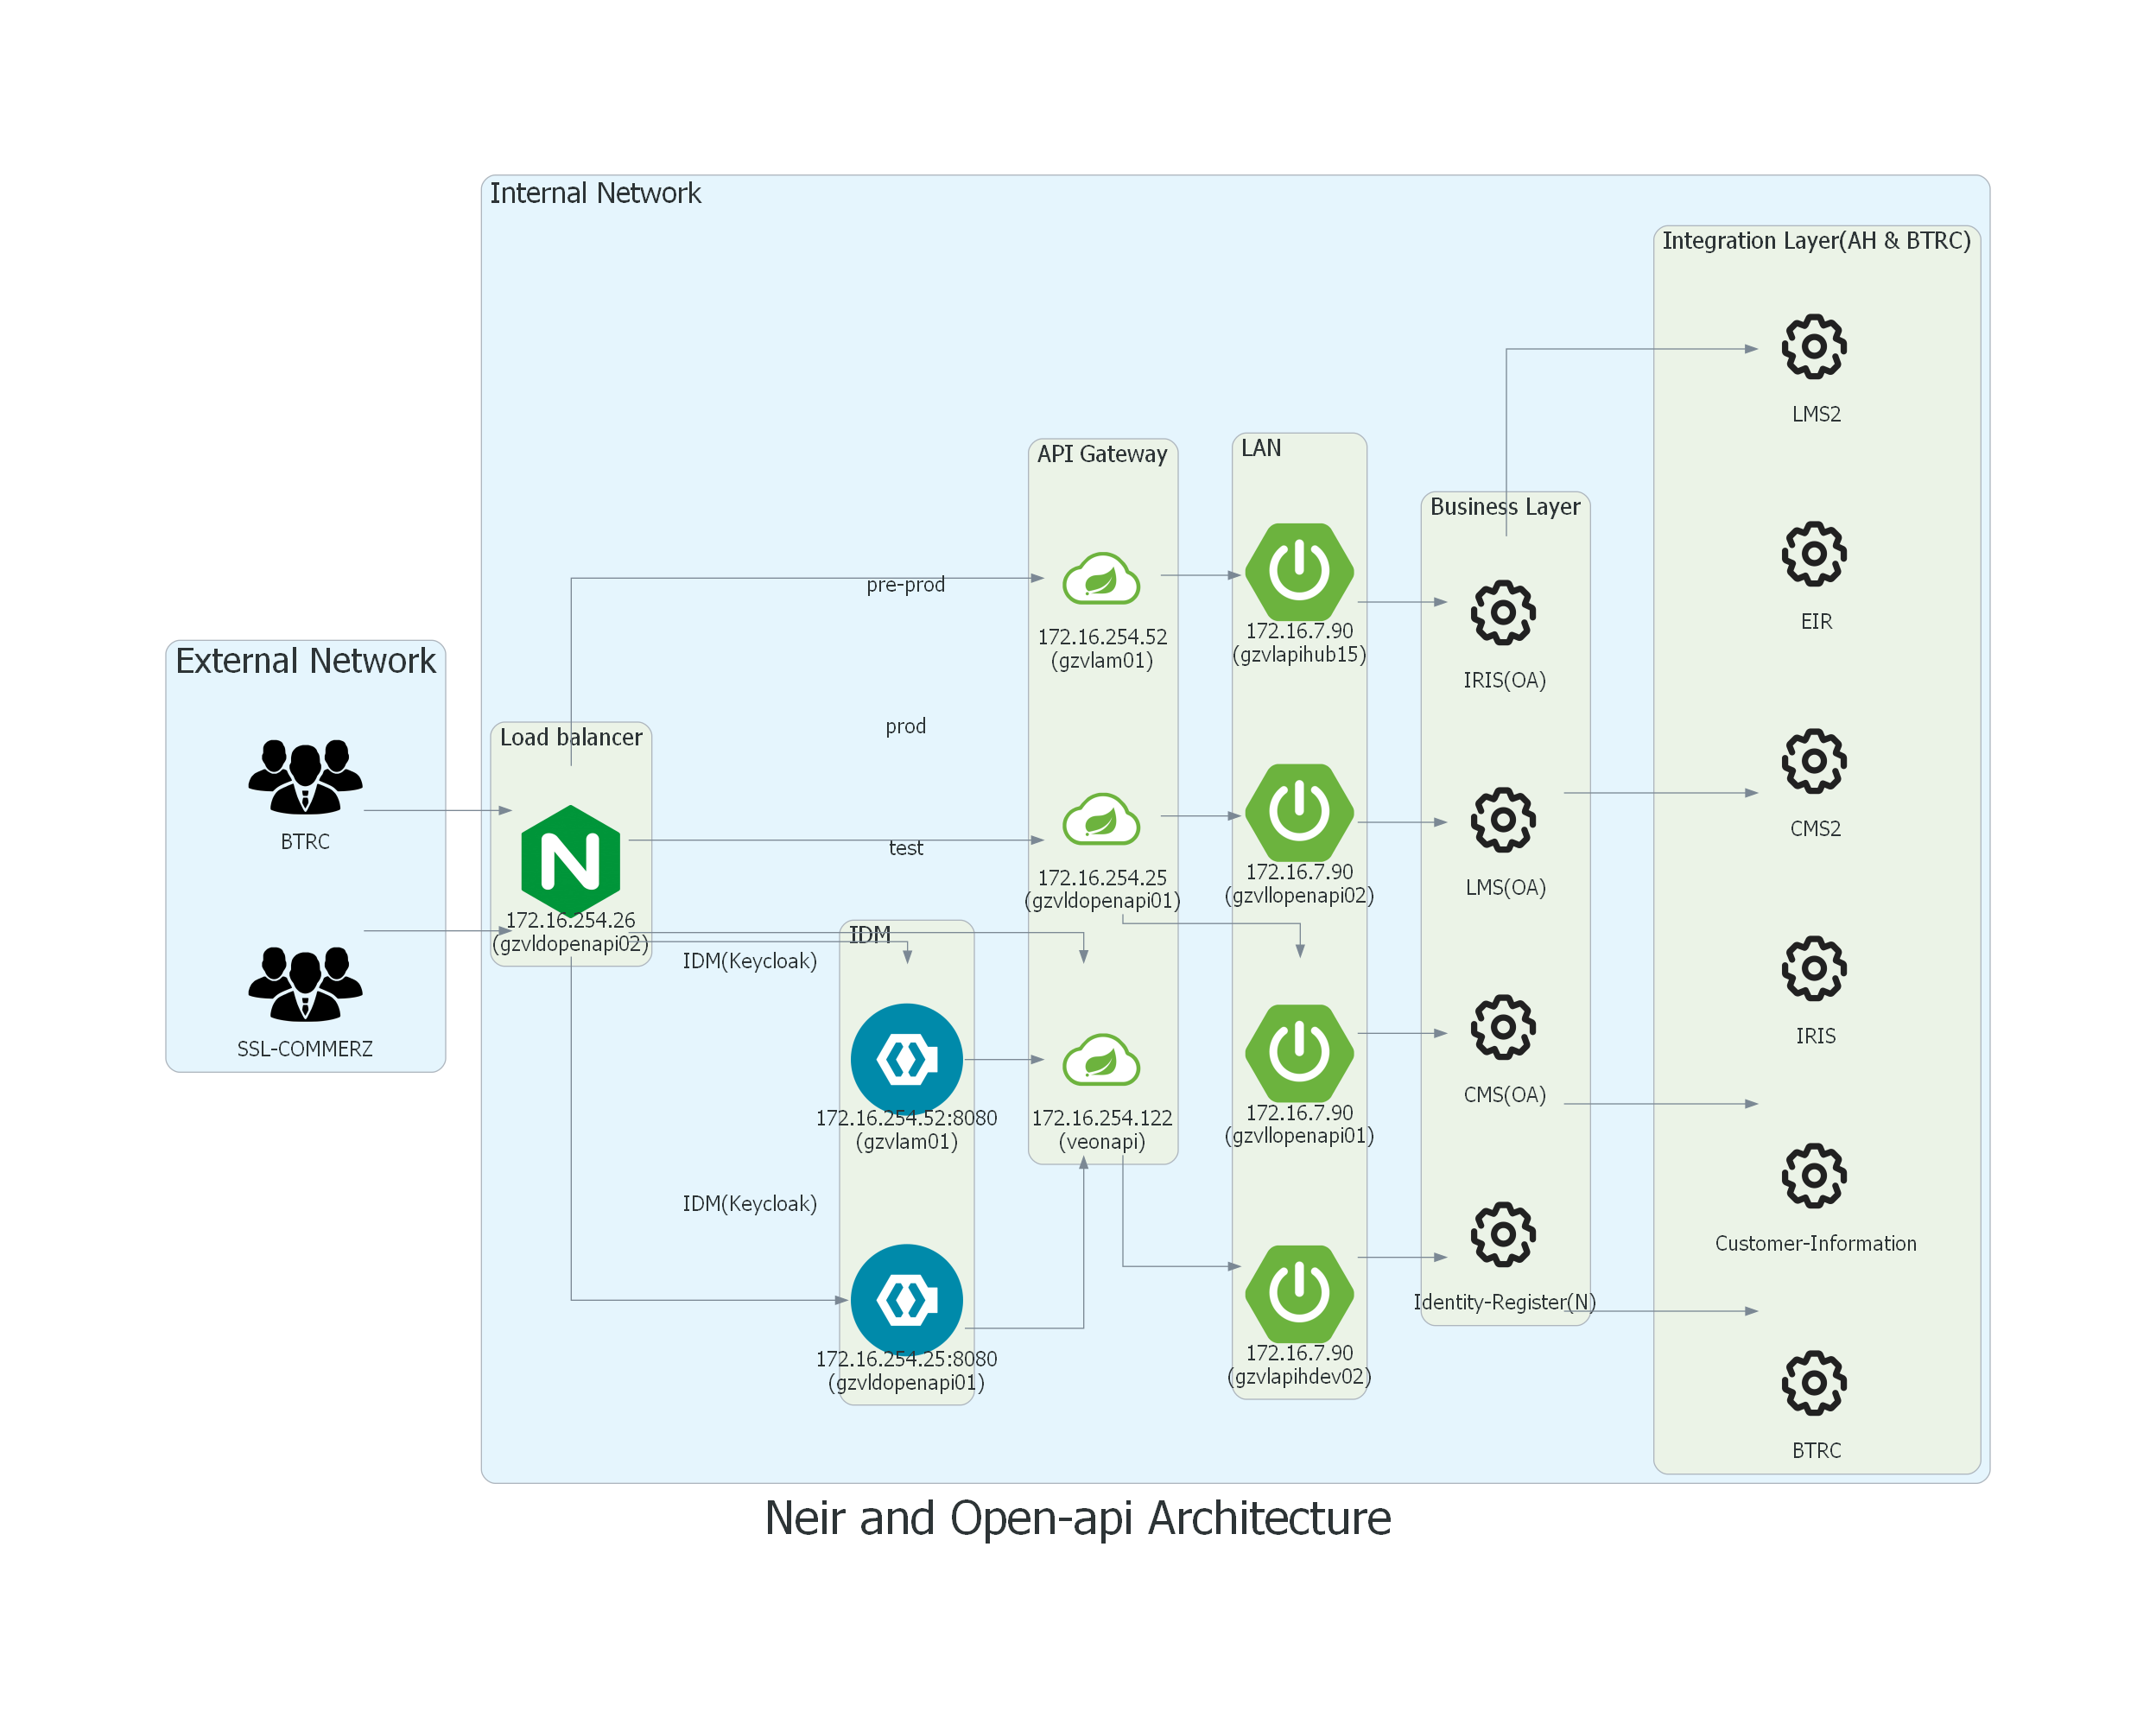 Internal Network
Integration Layer(AH & BTRC)
LMS2
EIR
CMS2
IRIS
Customer-Information
BTRC
API Gateway
172.16.254.52
(gzvlam01)
172.16.254.25
(gzvldopenapi01)
172.16.254.122
(veonapi)
LAN
172.16.7.90
(gzvlapihub15)
172.16.7.90
(gzvllopenapi02)
172.16.7.90
(gzvllopenapi01)
172.16.7.90
(gzvlapihdev02)
Business Layer
IRIS(OA)
LMS(OA)
CMS(OA)
Identity-Register(N)
pre-prod
prod
test
IDM(Keycloak)
IDM(Keycloak)
External Network
BTRC
SSL-COMMERZ
Load balancer
N
172.16.254.26
(gzvldopenapi02)
IDM
172.16.254.52:8080
(gzvlam01)
172.16.254.25:8080
(gzvldopenapi01)
Neir and Open-api Architecture